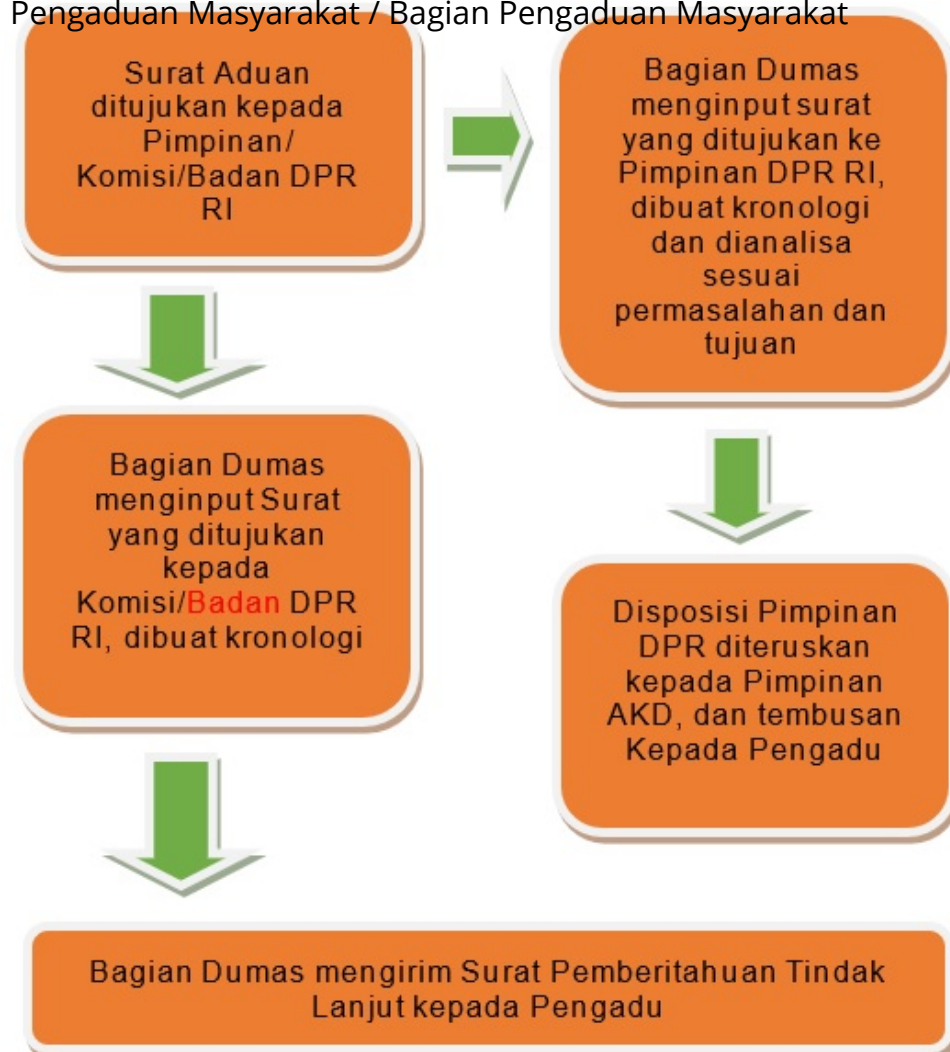 Pengaduan Masyarakat / Bagian Pengaduan Masyarakat
Surat Aduan
ditujukan kepada
Pimpinan/
Komisi/Badan DPR
RI
Bagian Dumas
menginput surat
yang ditujukan ke
Pimpinan DPR RI,
dibuat kronologi
dan dianalisa
sesuai
permasalahan dan
tujuan
Bagian Dumas
menginput Surat
yang ditujukan
kepada
Komisi/Badan DPR
RI, dibuat kronologi
Disposisi Pimpinan
DPR diteruskan
kepada Pimpinan
AKD, dan tembusan
Kepada Pengadu
Bagian Dumas mengirim Surat Pemberitahuan Tindak
Lanjut kepada Pengadu